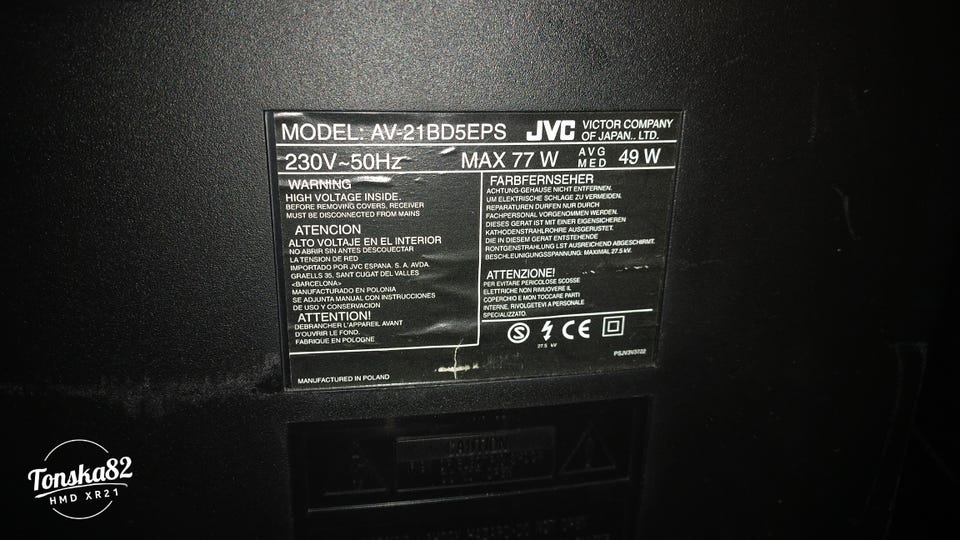 MODEL: AV-21BD5EPS JVC VICTOR COMPANY
OF JAPAN., LTD.
230V~50Hz MAX 77 W AVG
MED 49 W
WARNING
HIGH VOLTAGE INSIDE.
BEFORE REMOVING COVERS, RECEIVER
MUST BE DISCONNECTED FROM MAINS
ATENCION
ALTO VOLTAJE EN EL INTERIOR
NO ABRIR SIN ANTES DESCOUECTAR
LA TENSION DE RED
IMPORTADO POR JVC ESPANA. S. A. AVDA.
GRAELLS 35, SANT CUGAT DEL VALLES
<BARCELONA>
MANUFACTURADO EN POLONIA
SE ADJUNTA MANUAL CON INSTRUCCIONES
DE USO Y CONSERVACION
ATTENTION!
DEBRANCHER L'APPAREIL AVANT
D'OUVRIR LE FOND.
FABRIQUE EN POLOGNE
MANUFACTURED IN POLAND
FARBFERNSEHER
ACHTUNG-GEHAUSE NICHT ENTFERNEN.
UM ELEKTRISCHE SCHLAGE ZU VERMEIDEN.
REPARATUREN DURFEN NUR DURCH
FACHPERSONAL VORGENOMMEN WERDEN.
DIESES GERAT IST MIT EINER EIGENSICHEREN
KATHODENSTRAHLROHRE AUSGERUSTET.
DIE IN DIESEM GERAT ENTSTEHENDE
RONTGENSTRAHLUNG LST AUSREICHEND ABGESCHIRMT.
BESCHLEUNIGUNGSSPANNUNG: MAXIMAL 27.5 kV.
ATTENZIONE!
PER EVITARE PERICOLOSE SCOSSE
ELETTRICHE NON RIMUOVERE IL
COPERCHIO E MON TOCCARE PARTI
INTERNE. RIVOLGETEVI A PERSONALE
SPECIALIZZATO.
S CE
27.5 kV
CAUTION
Tonska82
HMD XR21